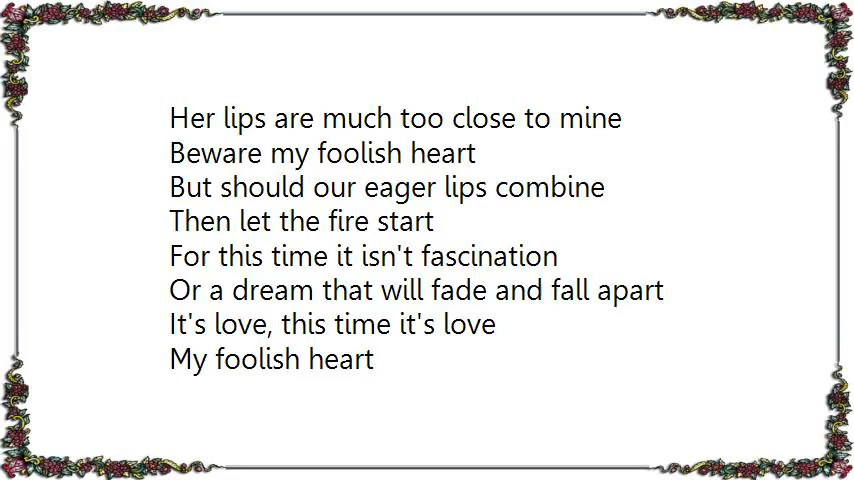 Her lips are much too close to mine
Beware my foolish heart
But should our eager lips combine
Then let the fire start
For this time it isn't fascination
Or a dream that will fade and fall apart
It's love, this time it's love
My foolish heart